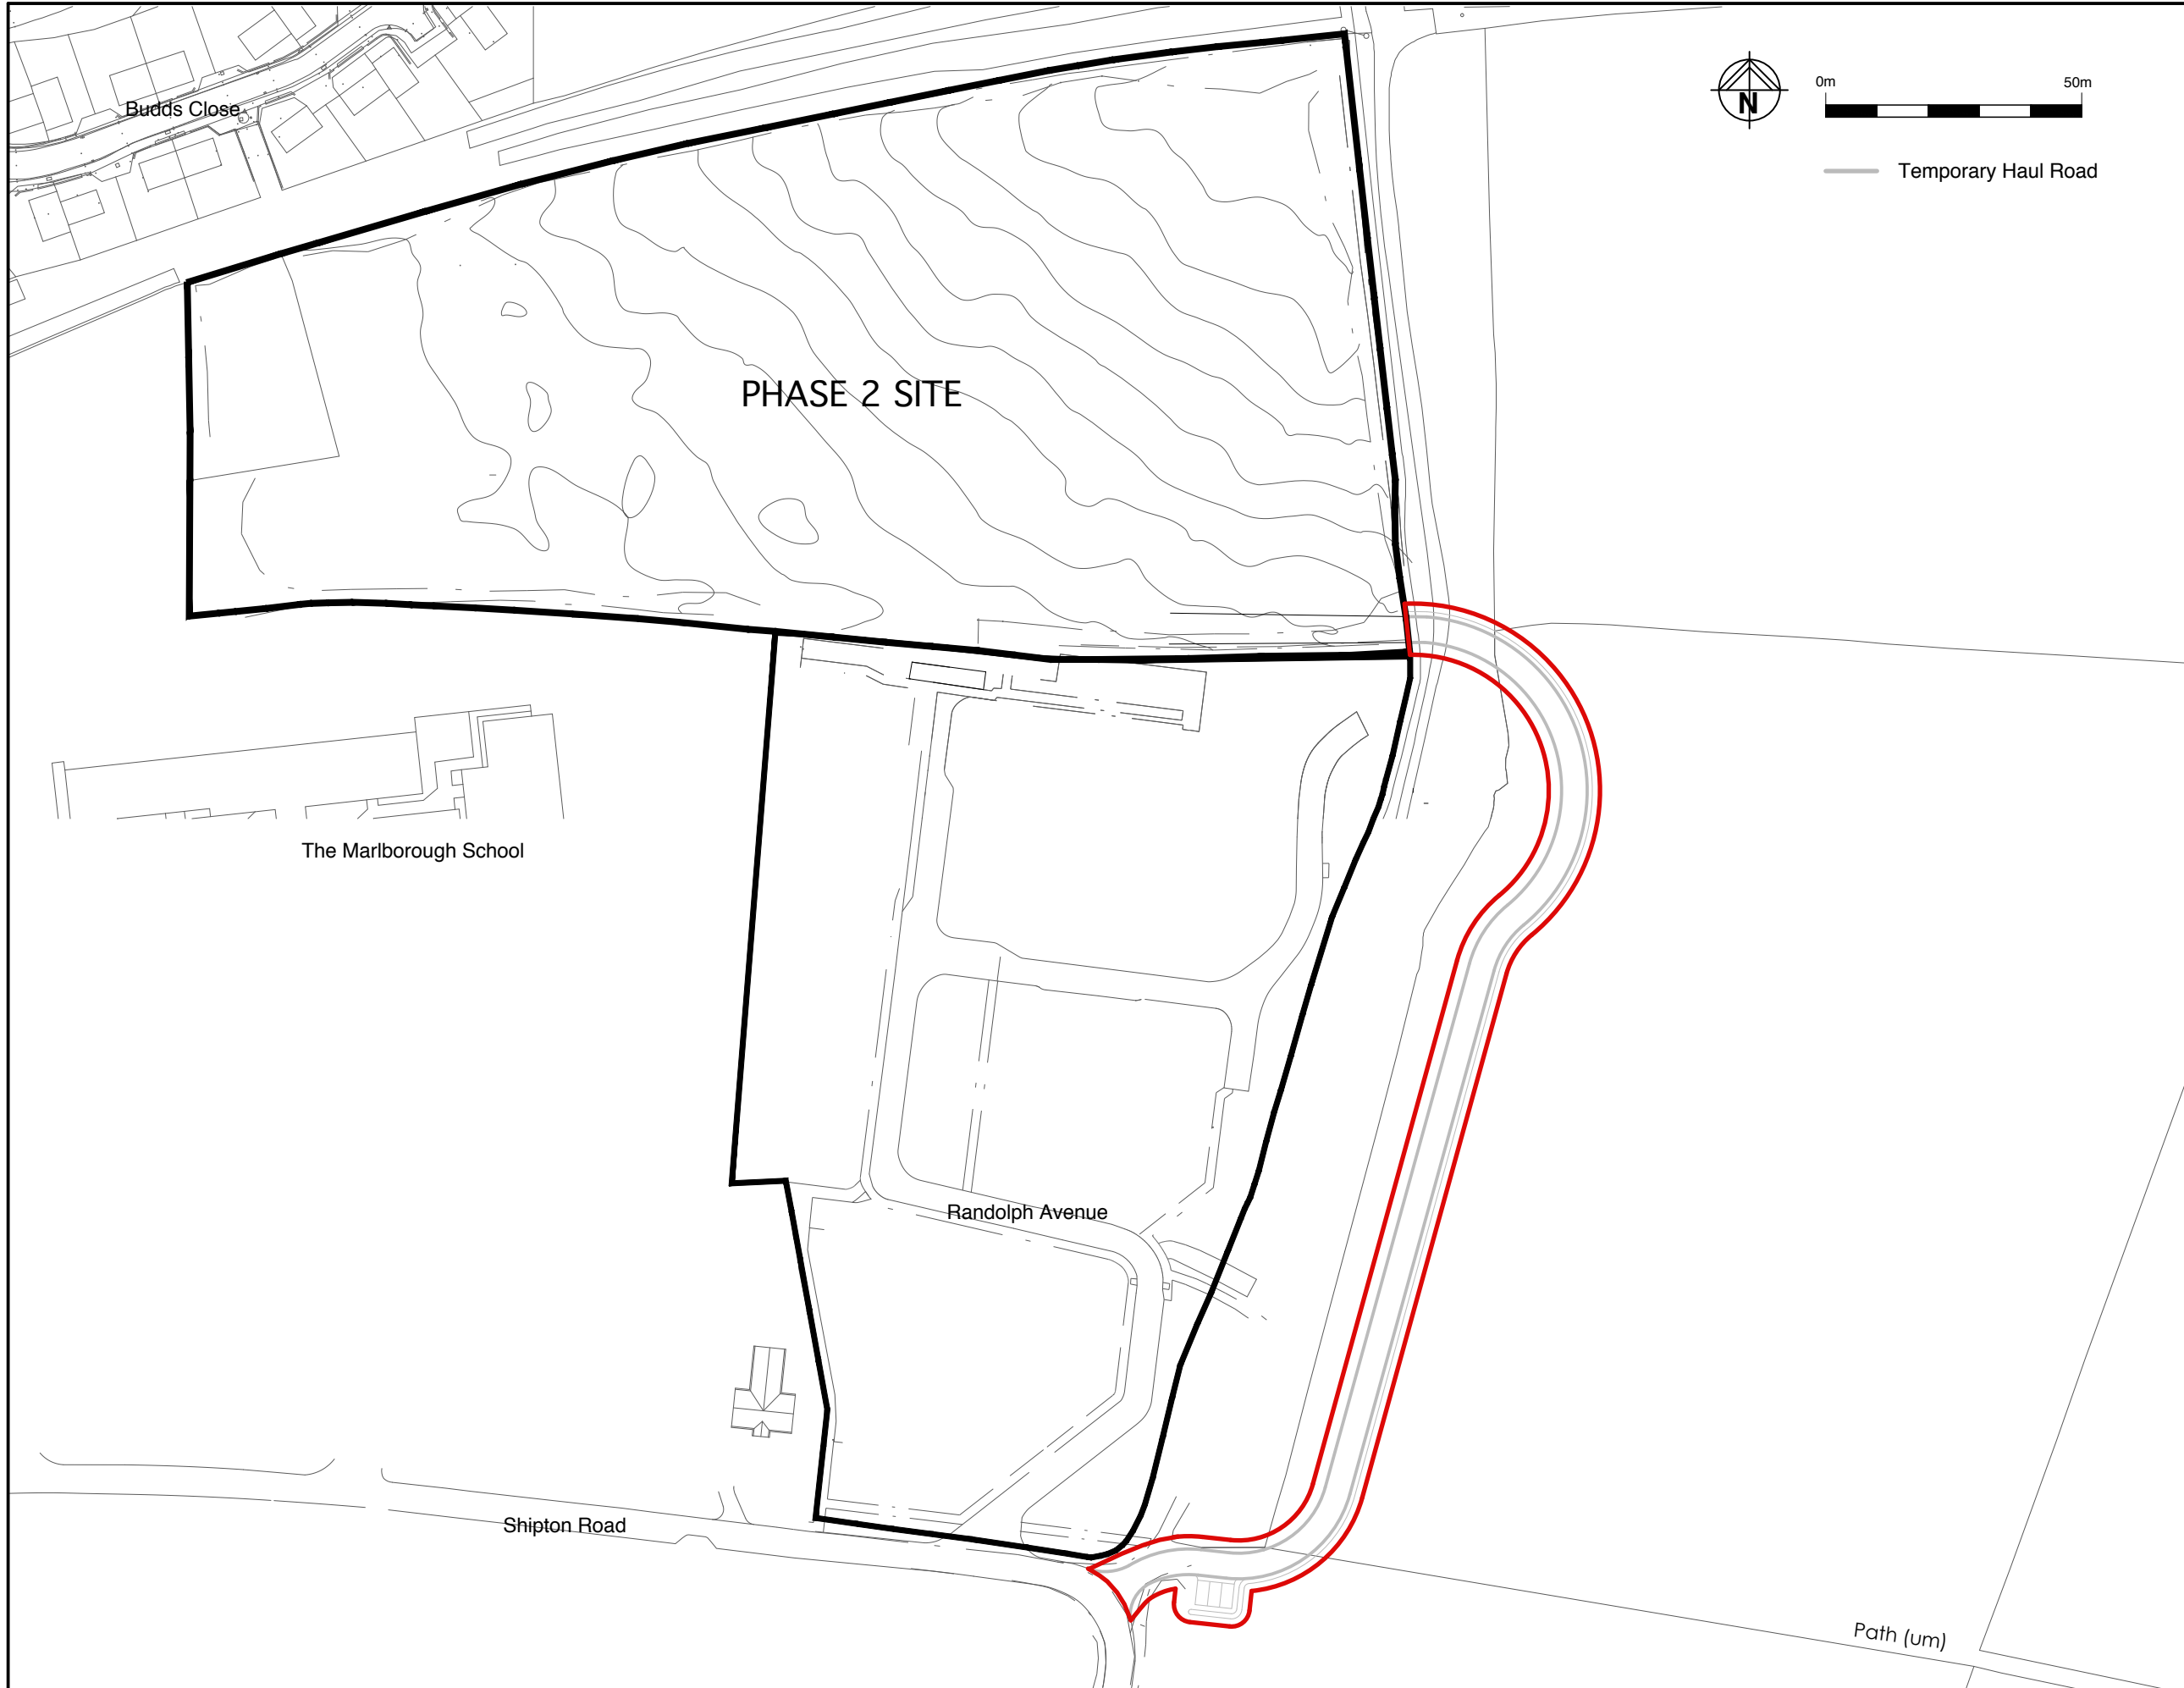 Budds Close
0m 50m
N
Temporary Haul Road
PHASE 2 SITE
The Marlborough School
Randolph Avenue
Shipton Road
Path (um)